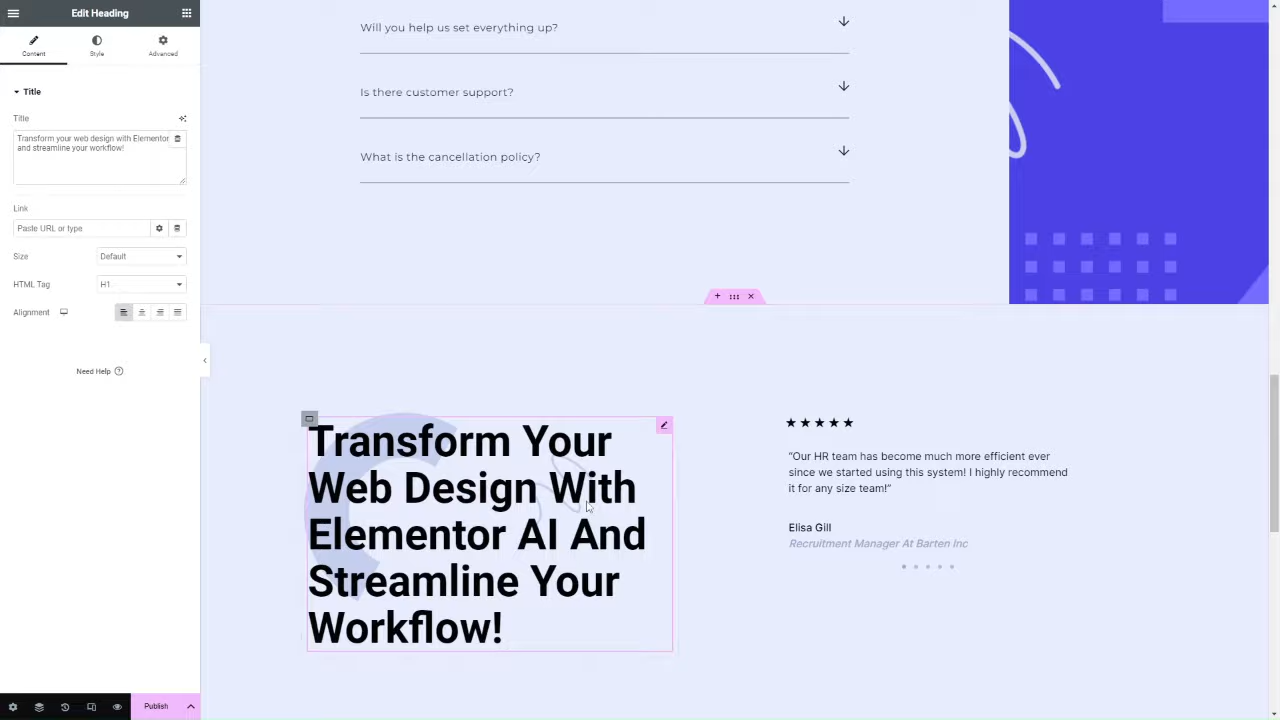 Edit Heading
Content
Style
Advanced
Title
Title
Transform your web design with Elementor
and streamline your workflow!
Link
Paste URL or type
Size
Default
HTML Tag
H1
Alignment
Need Help
Publish
Will you help us set everything up?
Is there customer support?
What is the cancellation policy?
Transform Your
Web Design With
Elementor AI And
Streamline Your
Workflow!
“Our HR team has become much more efficient ever
since we started using this system! I highly recommend
it for any size team!”
Elisa Gill
Recruitment Manager At Barten Inc